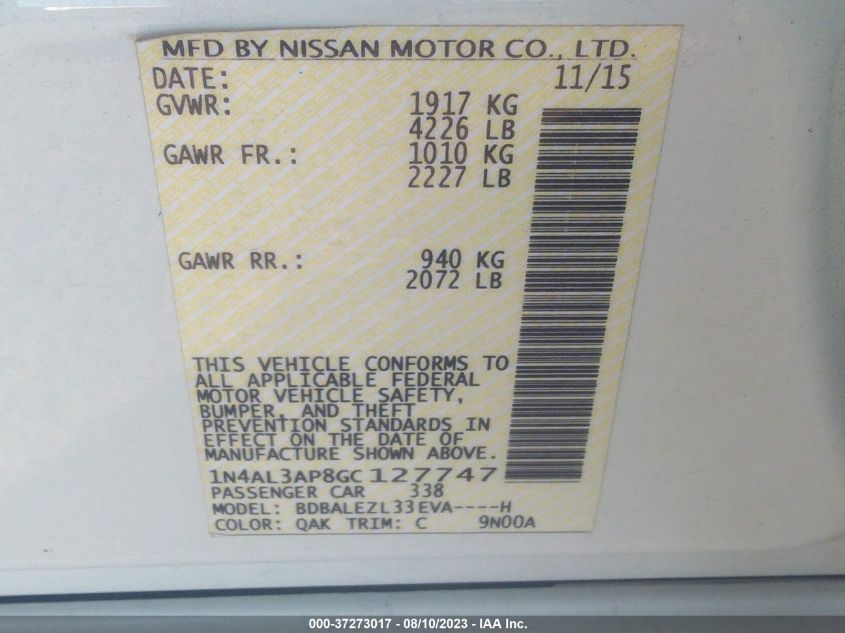 MFD BY NISSAN MOTOR CO., LTD.
DATE: 11/15
GVWR: 1917 KG
4226 LB
GAWR FR.: 1010 KG
2227 LB
GAWR RR.: 940 KG
2072 LB
THIS VEHICLE CONFORMS TO
ALL APPLICABLE FEDERAL
MOTOR VEHICLE SAFETY,
BUMPER, AND THEFT
PREVENTION STANDARDS IN
EFFECT ON THE DATE OF
MANUFACTURE SHOWN ABOVE.
1N4AL3AP8GC127747
PASSENGER CAR 338
MODEL: BDBALEZL33EVA----H
COLOR: QAK TRIM: C 9N00A
000-37273017 - 08/10/2023 - IAA Inc.